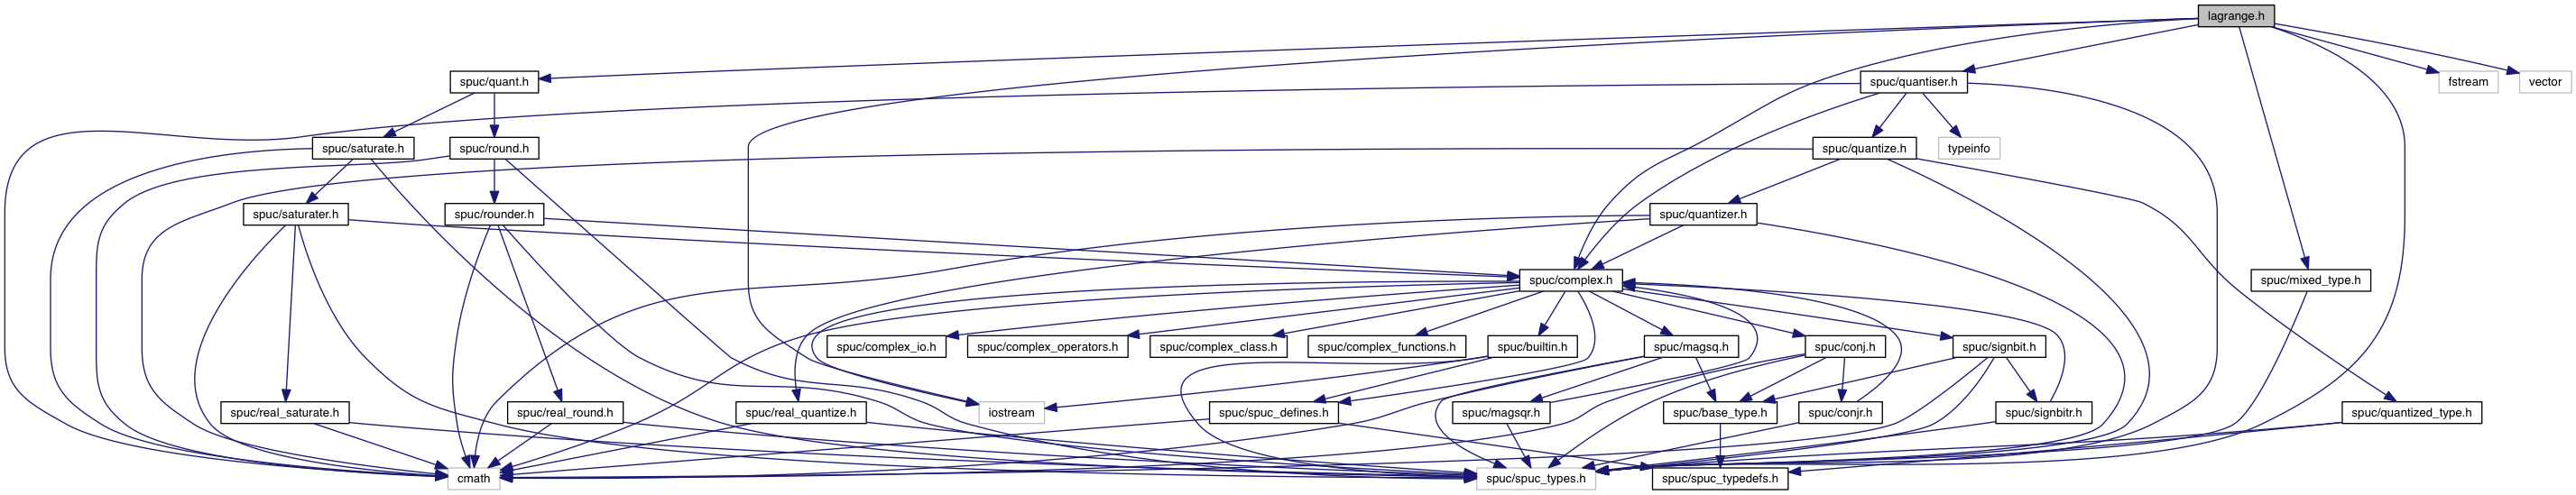 lagrange.h
spuc/quant.h
spuc/quantiser.h
fstream
vector
spuc/saturate.h
spuc/round.h
spuc/quantize.h
typeinfo
spuc/saturater.h
spuc/rounder.h
spuc/quantizer.h
spuc/complex.h
spuc/mixed_type.h
spuc/complex_io.h
spuc/complex_operators.h
spuc/complex_class.h
spuc/complex_functions.h
spuc/builtin.h
spuc/magsq.h
spuc/conj.h
spuc/signbit.h
spuc/real_saturate.h
spuc/real_round.h
spuc/real_quantize.h
iostream
spuc/spuc_defines.h
spuc/magsqr.h
spuc/base_type.h
spuc/conjr.h
spuc/signbitr.h
spuc/quantized_type.h
cmath
spuc/spuc_types.h
spuc/spuc_typedefs.h